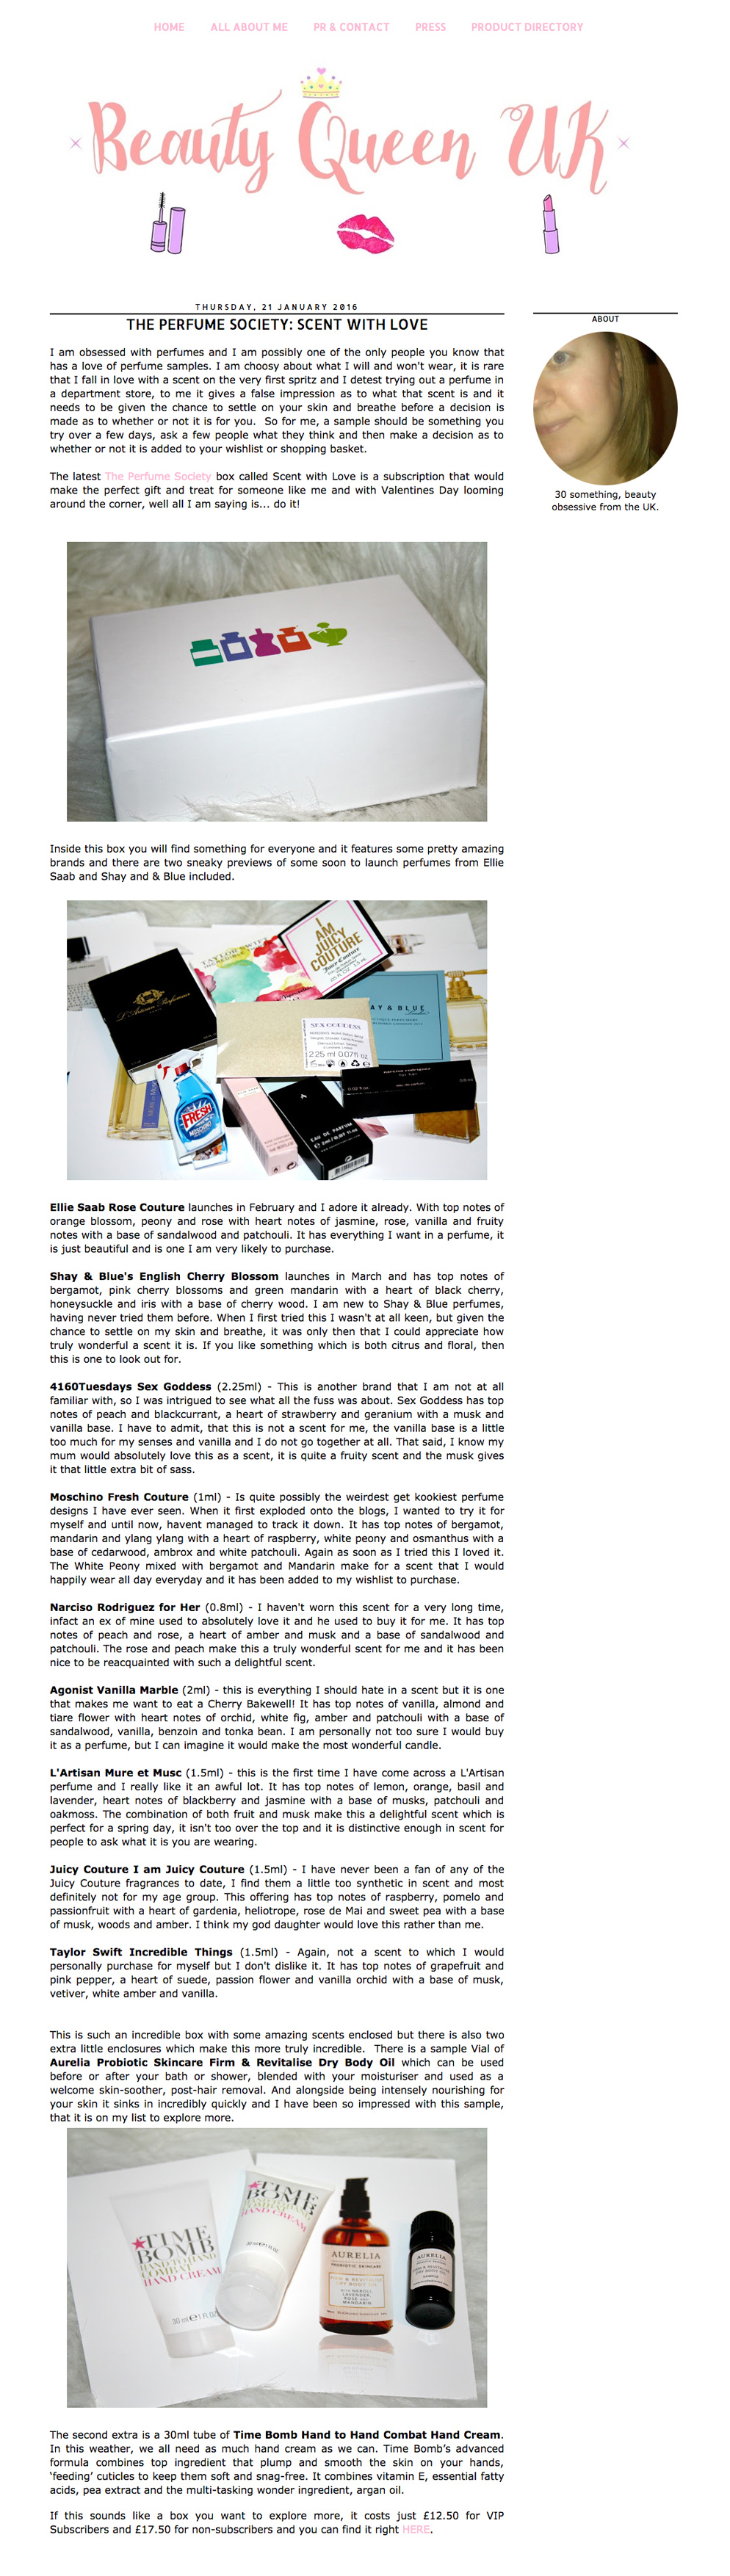 HOME ALL ABOUT ME PR & CONTACT PRESS PRODUCT DIRECTORY
Beauty Queen UK
THURSDAY, 21 JANUARY 2016
THE PERFUME SOCIETY: SCENT WITH LOVE
I am obsessed with perfumes and I am possibly one of the only people you know that
has a love of perfume samples. I am choosy about what I will and won't wear, it is rare
that I fall in love with a scent on the very first spritz and I detest trying out a perfume in
a department store, to me it gives a false impression as to what that scent is and it
needs to be given the chance to settle on your skin and breathe before a decision is
made as to whether or not it is for you. So for me, a sample should be something you
try over a few days, ask a few people what they think and then make a decision as to
whether or not it is added to your wishlist or shopping basket.
The latest The Perfume Society box called Scent with Love is a subscription that would
make the perfect gift and treat for someone like me and with Valentines Day looming
around the corner, well all I am saying is... do it!
ABOUT
30 something, beauty
obsessive from the UK.
Inside this box you will find something for everyone and it features some pretty amazing
brands and there are two sneaky previews of some soon to launch perfumes from Ellie
Saab and Shay and & Blue included.
L'Artisan Parfumeur
TAYLOR SWIFT
I
AM
JUICY
COUTURE
Juicy Couture
AY & BLUE
SEX GODDESS
2.25 ml 0.07fl oz
FRESH
MOSCHINO
narciso rodriguez
for her
A
EAU DE PARFUM
Ellie Saab Rose Couture launches in February and I adore it already. With top notes of
orange blossom, peony and rose with heart notes of jasmine, rose, vanilla and fruity
notes with a base of sandalwood and patchouli. It has everything I want in a perfume, it
is just beautiful and is one I am very likely to purchase.
Shay & Blue's English Cherry Blossom launches in March and has top notes of
bergamot, pink cherry blossoms and green mandarin with a heart of black cherry,
honeysuckle and iris with a base of cherry wood. I am new to Shay & Blue perfumes,
having never tried them before. When I first tried this I wasn't at all keen, but given the
chance to settle on my skin and breathe, it was only then that I could appreciate how
truly wonderful a scent it is. If you like something which is both citrus and floral, then
this is one to look out for.
4160Tuesdays Sex Goddess (2.25ml) - This is another brand that I am not at all
familiar with, so I was intrigued to see what all the fuss was about. Sex Goddess has top
notes of peach and blackcurrant, a heart of strawberry and geranium with a musk and
vanilla base. I have to admit, that this is not a scent for me, the vanilla base is a little
too much for my senses and vanilla and I do not go together at all. That said, I know my
mum would absolutely love this as a scent, it is quite a fruity scent and the musk gives
it that little extra bit of sass.
Moschino Fresh Couture (1ml) - Is quite possibly the weirdest get kookiest perfume
designs I have ever seen. When it first exploded onto the blogs, I wanted to try it for
myself and until now, havent managed to track it down. It has top notes of bergamot,
mandarin and ylang ylang with a heart of raspberry, white peony and osmanthus with a
base of cedarwood, ambrox and white patchouli. Again as soon as I tried this I loved it.
The White Peony mixed with bergamot and Mandarin make for a scent that I would
happily wear all day everyday and it has been added to my wishlist to purchase.
Narciso Rodriguez for Her (0.8ml) - I haven't worn this scent for a very long time,
infact an ex of mine used to absolutely love it and he used to buy it for me. It has top
notes of peach and rose, a heart of amber and musk and a base of sandalwood and
patchouli. The rose and peach make this a truly wonderful scent for me and it has been
nice to be reacquainted with such a delightful scent.
Agonist Vanilla Marble (2ml) - this is everything I should hate in a scent but it is one
that makes me want to eat a Cherry Bakewell! It has top notes of vanilla, almond and
tiare flower with heart notes of orchid, white fig, amber and patchouli with a base of
sandalwood, vanilla, benzoin and tonka bean. I am personally not too sure I would buy
it as a perfume, but I can imagine it would make the most wonderful candle.
L'Artisan Mure et Musc (1.5ml) - this is the first time I have come across a L'Artisan
perfume and I really like it an awful lot. It has top notes of lemon, orange, basil and
lavender, heart notes of blackberry and jasmine with a base of musks, patchouli and
oakmoss. The combination of both fruit and musk make this a delightful scent which is
perfect for a spring day, it isn't too over the top and it is distinctive enough in scent for
people to ask what it is you are wearing.
Juicy Couture I am Juicy Couture (1.5ml) - I have never been a fan of any of the
Juicy Couture fragrances to date, I find them a little too synthetic in scent and most
definitely not for my age group. This offering has top notes of raspberry, pomelo and
passionfruit with a heart of gardenia, heliotrope, rose de Mai and sweet pea with a base
of musk, woods and amber. I think my god daughter would love this rather than me.
Taylor Swift Incredible Things (1.5ml) - Again, not a scent to which I would
personally purchase for myself but I don't dislike it. It has top notes of grapefruit and
pink pepper, a heart of suede, passion flower and vanilla orchid with a base of musk,
vetiver, white amber and vanilla.
This is such an incredible box with some amazing scents enclosed but there is also two
extra little enclosures which make this more truly incredible. There is a sample Vial of
Aurelia Probiotic Skincare Firm & Revitalise Dry Body Oil which can be used
before or after your bath or shower, blended with your moisturiser and used as a
welcome skin-soother, post-hair removal. And alongside being intensely nourishing for
your skin it sinks in incredibly quickly and I have been so impressed with this sample,
that it is on my list to explore more.
TIME
BOMB
HAND TO HAND
COMBAT
HAND CREAM
30 ml e 1 fl.oz
TIME
BOMB
HAND TO HAND
COMBAT
HAND CREAM
AURELIA
PROBIOTIC SKINCARE
FIRM & REVITALISE
DRY BODY OIL
WITH NEROLI,
LAVENDER,
ROSE AND
MANDARIN
AURELIA
FIRM & REVITALISE
DRY BODY OIL
The second extra is a 30ml tube of Time Bomb Hand to Hand Combat Hand Cream.
In this weather, we all need as much hand cream as we can. Time Bomb's advanced
formula combines top ingredient that plump and smooth the skin on your hands,
‘feeding’ cuticles to keep them soft and snag-free. It combines vitamin E, essential fatty
acids, pea extract and the multi-tasking wonder ingredient, argan oil.
If this sounds like a box you want to explore more, it costs just £12.50 for VIP
Subscribers and £17.50 for non-subscribers and you can find it right HERE.